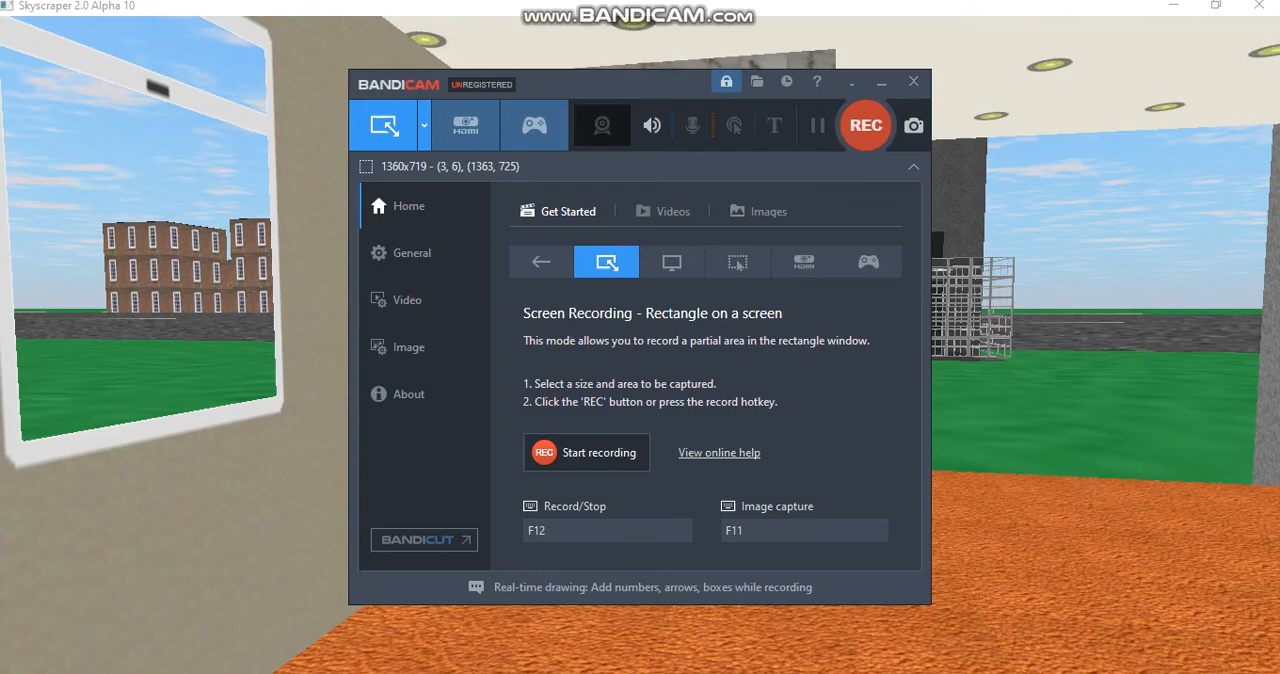 Skyscraper 2.0 Alpha 10
www.BANDICAM.com
BANDICAM UNREGISTERED
?
HDMI
T
REC
1360x719 - (3, 6), (1363, 725)
Home
General
Video
Image
About
BANDICUT
Get Started
Videos
Images
HDMI
Screen Recording - Rectangle on a screen
This mode allows you to record a partial area in the rectangle window.
1. Select a size and area to be captured.
2. Click the 'REC' button or press the record hotkey.
REC Start recording
View online help
Record/Stop
Image capture
F12
F11
Real-time drawing: Add numbers, arrows, boxes while recording